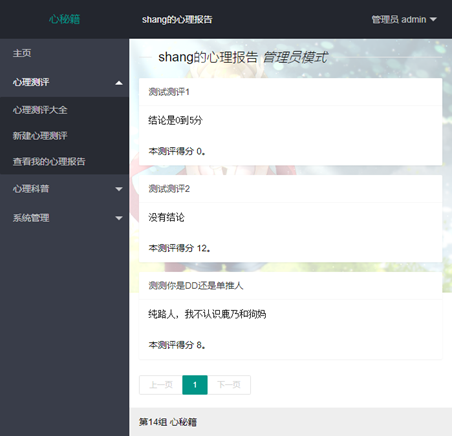 心秘籍
shang的心理报告
管理员 admin
主页
心理测评
心理测评大全
新建心理测评
查看我的心理报告
心理科普
系统管理
shang的心理报告 管理员模式
测试测评1
结论是0到5分
本测评得分 0。
测试测评2
没有结论
本测评得分 12。
测测你是DD还是单推人
纯路人，我不认识鹿乃和狗妈
本测评得分 8。
上一页 1 下一页
第14组 心秘籍